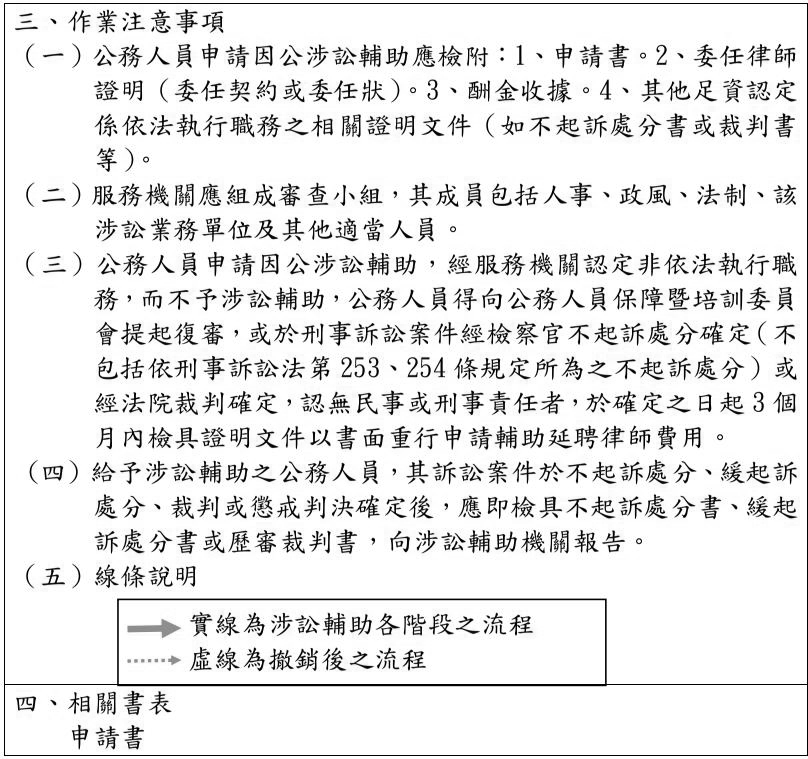 三、作業注意事項
（一）公務人員申請因公涉訟輔助應檢附：1、申請書。2、委任律師
證明（委任契約或委任狀）。3、酬金收據。4、其他足資認定
係依法執行職務之相關證明文件（如不起訴處分書或裁判書
等）。
（二）服務機關應組成審查小組，其成員包括人事、政風、法制、該
涉訟業務單位及其他適當人員。
（三）公務人員申請因公涉訟輔助，經服務機關認定非依法執行職
務，而不予涉訟輔助，公務人員得向公務人員保障暨培訓委員
會提起復審，或於刑事訴訟案件經檢察官不起訴處分確定（不
包括依刑事訴訟法第 253、254 條規定所為之不起訴處分）或
經法院裁判確定，認無民事或刑事責任者，於確定之日起 3 個
月內檢具證明文件以書面重行申請輔助延聘律師費用。
（四）給予涉訟輔助之公務人員，其訴訟案件於不起訴處分、緩起訴
處分、裁判或懲戒判決確定後，應即檢具不起訴處分書、緩起
訴處分書或歷審裁判書，向涉訟輔助機關報告。
（五）線條說明
實線為涉訟輔助各階段之流程
虛線為撤銷後之流程
四、相關書表
申請書